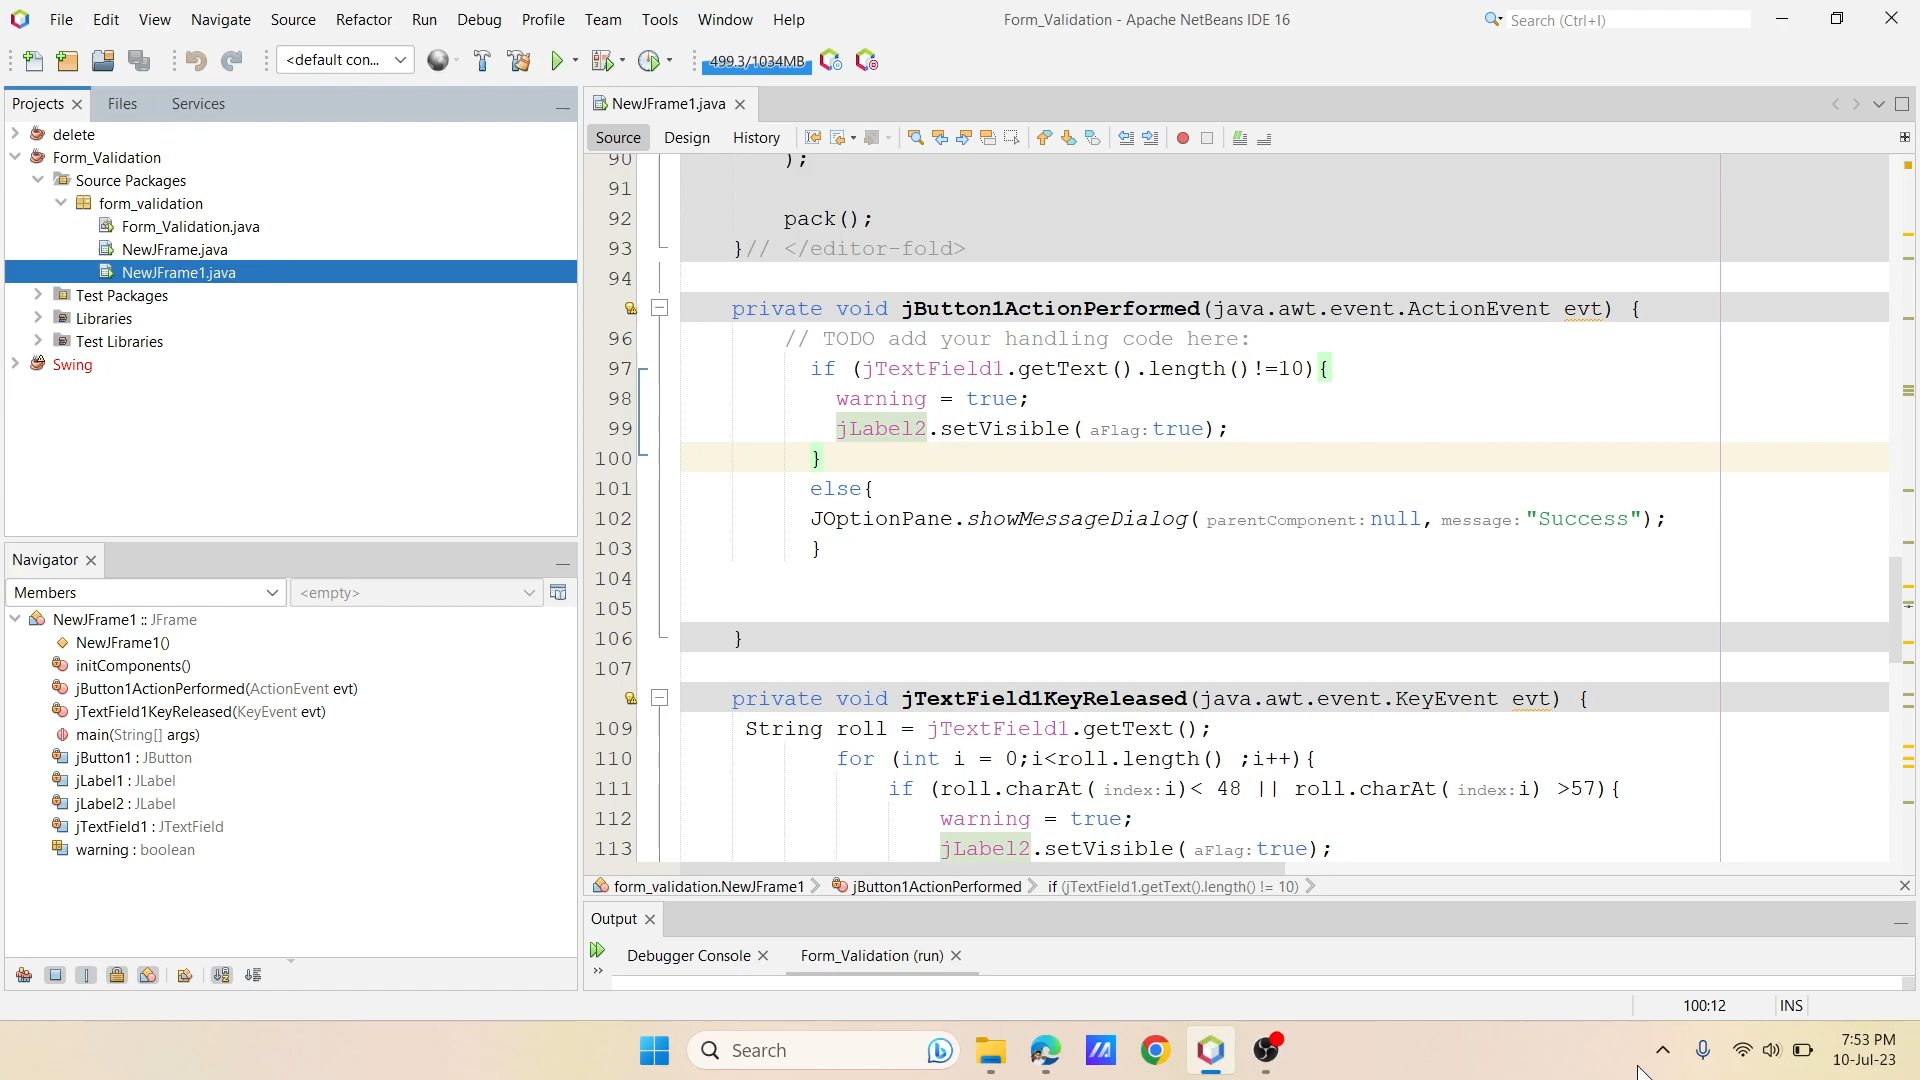 File Edit View Navigate Source Refactor Run Debug Profile Team Tools Window Help
Form_Validation - Apache NetBeans IDE 16
Search (Ctrl+I)
<default con...
499.3/1034MB
Projects Files Services
delete
Form_Validation
Source Packages
form_validation
Form_Validation.java
NewJFrame.java
NewJFrame1.java
Test Packages
Libraries
Test Libraries
Swing
Navigator
Members <empty>
NewJFrame1 :: JFrame
NewJFrame1()
initComponents()
jButton1ActionPerformed(ActionEvent evt)
jTextField1KeyReleased(KeyEvent evt)
main(String[] args)
jButton1 : JButton
jLabel1 : JLabel
jLabel2 : JLabel
jTextField1 : JTextField
warning : boolean
NewJFrame1.java
Source Design History
90 );
91
92 pack();
93 }// </editor-fold>
94
private void jButton1ActionPerformed(java.awt.event.ActionEvent evt) {
96 // TODO add your handling code here:
97 if (jTextField1.getText().length()!=10){
98 warning = true;
99 jLabel2.setVisible( aFlag: true);
100 }
101 else{
102 JOptionPane.showMessageDialog( parentComponent: null, message: "Success");
103 }
104
105
106 }
107
private void jTextField1KeyReleased(java.awt.event.KeyEvent evt) {
109 String roll = jTextField1.getText();
110 for (int i = 0;i<roll.length() ;i++){
111 if (roll.charAt( index: i)< 48 || roll.charAt( index: i) >57){
112 warning = true;
113 jLabel2.setVisible( aFlag: true);
form_validation.NewJFrame1 jButton1ActionPerformed if (jTextField1.getText().length() != 10)
Output
Debugger Console Form_Validation (run)
100:12 INS
Search
7:53 PM
10-Jul-23